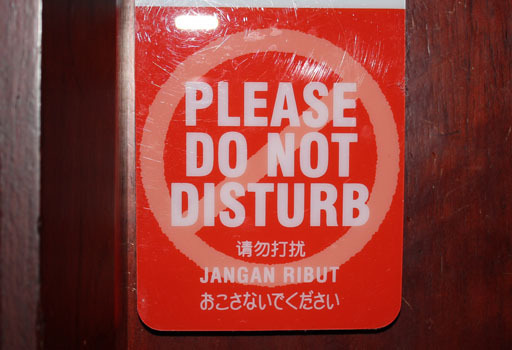 PLEASE
DO NOT
DISTURB
请勿打扰
JANGAN RIBUT
おこさないでください